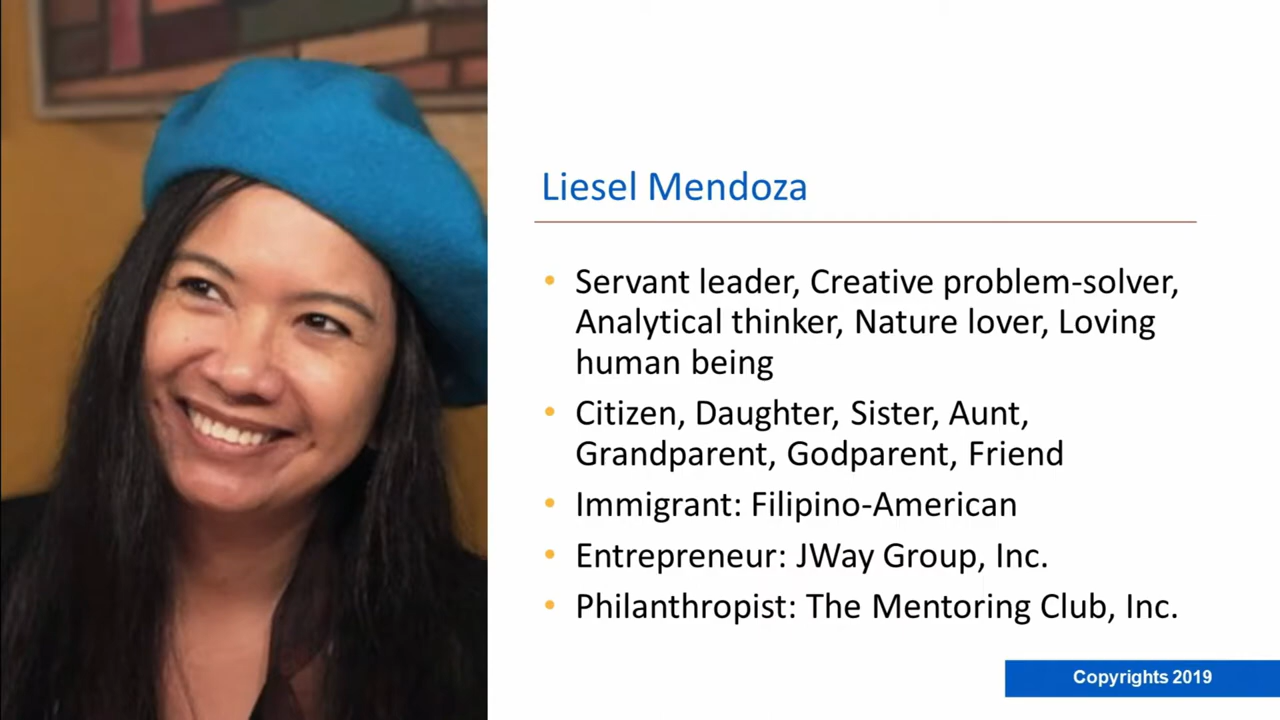 Liesel Mendoza
• Servant leader, Creative problem-solver,
Analytical thinker, Nature lover, Loving
human being
• Citizen, Daughter, Sister, Aunt,
Grandparent, Godparent, Friend
• Immigrant: Filipino-American
• Entrepreneur: JWay Group, Inc.
• Philanthropist: The Mentoring Club, Inc.
Copyrights 2019